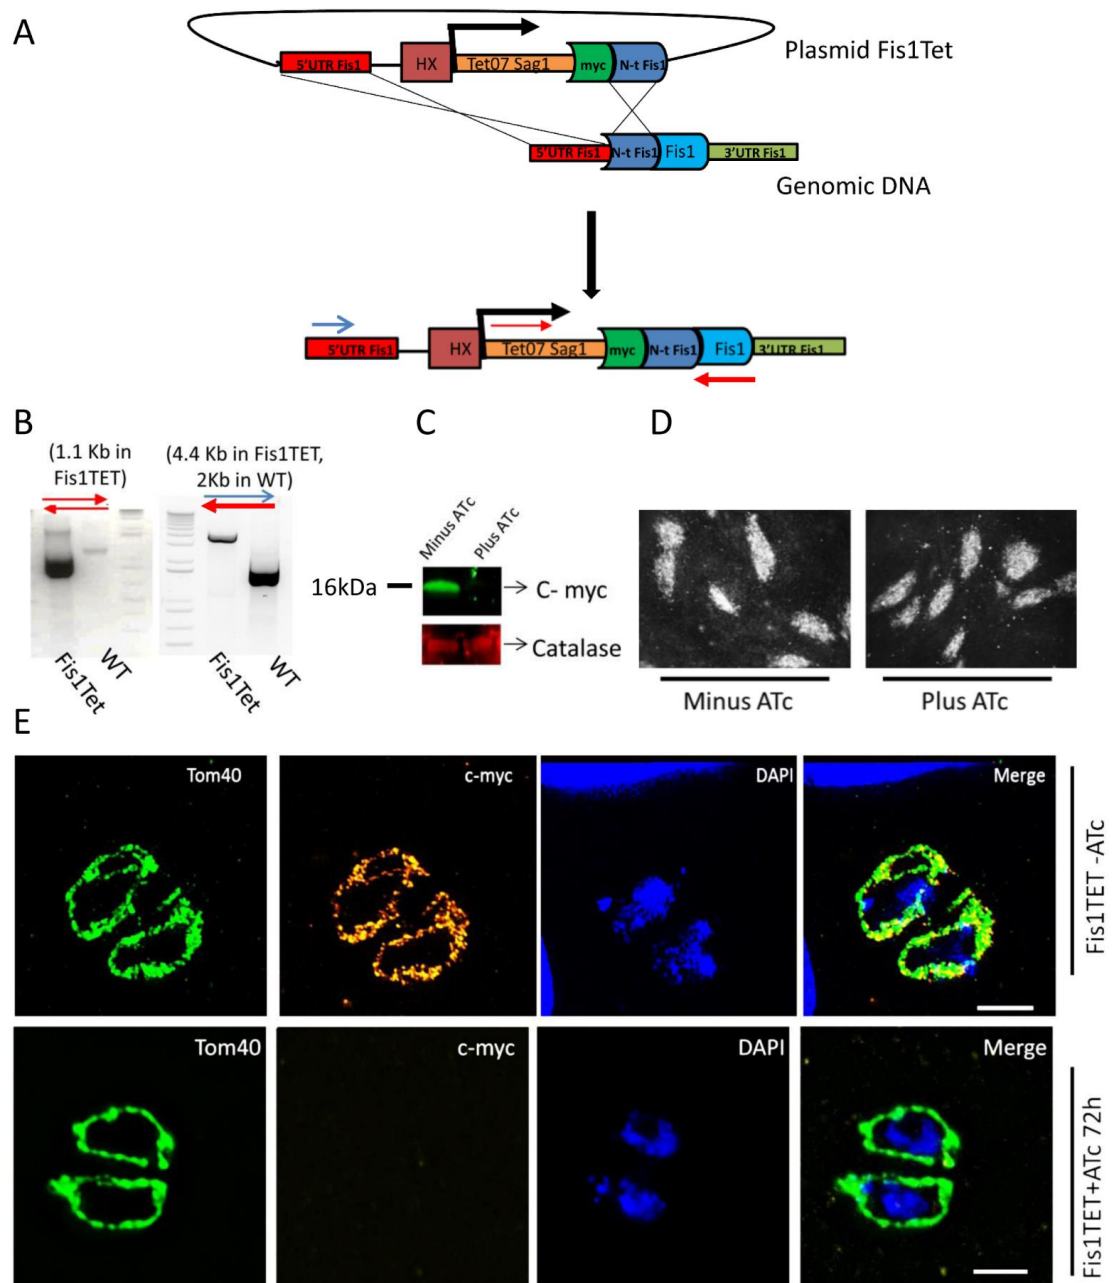 A
5'UTR Fis1
HX
Tet07 Sag1
myc
N-t Fis1
Plasmid Fis1Tet
5'UTR Fis1
N-t Fis1
Fis1
3'UTR Fis1
Genomic DNA
5'UTR Fis1
HX
Tet07 Sag1
myc
N-t Fis1
Fis1
3'UTR Fis1
B
(1.1 Kb in
Fis1TET)
(4.4 Kb in Fis1TET,
2Kb in WT)
Fis1Tet
WT
Fis1Tet
WT
C
Minus ATc
Plus ATc
16kDa
C- myc
Catalase
D
Minus ATc
Plus ATc
E
Tom40
c-myc
DAPI
Merge
Fis1TET -ATc
Tom40
c-myc
DAPI
Merge
Fis1TET+ATc 72h